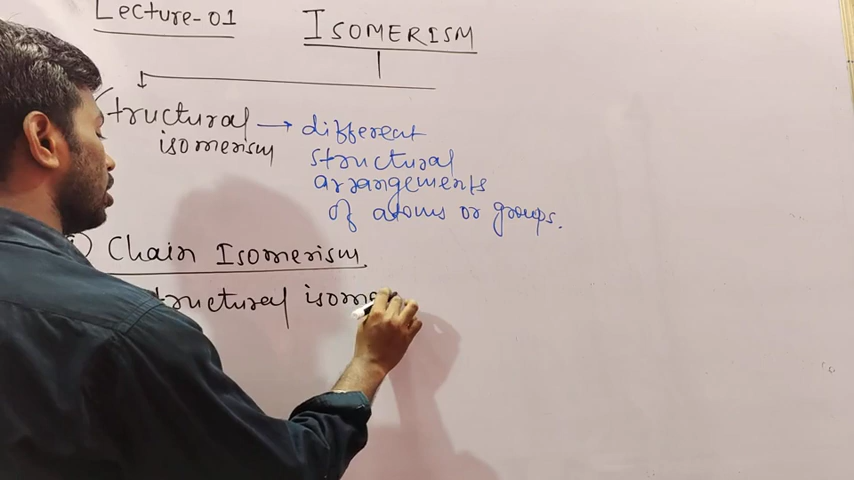 Lecture-01
ISOMERISM
Structural → different
isomerism structural
arrangements
of atoms or groups.
Chain Isomerism
structural isome